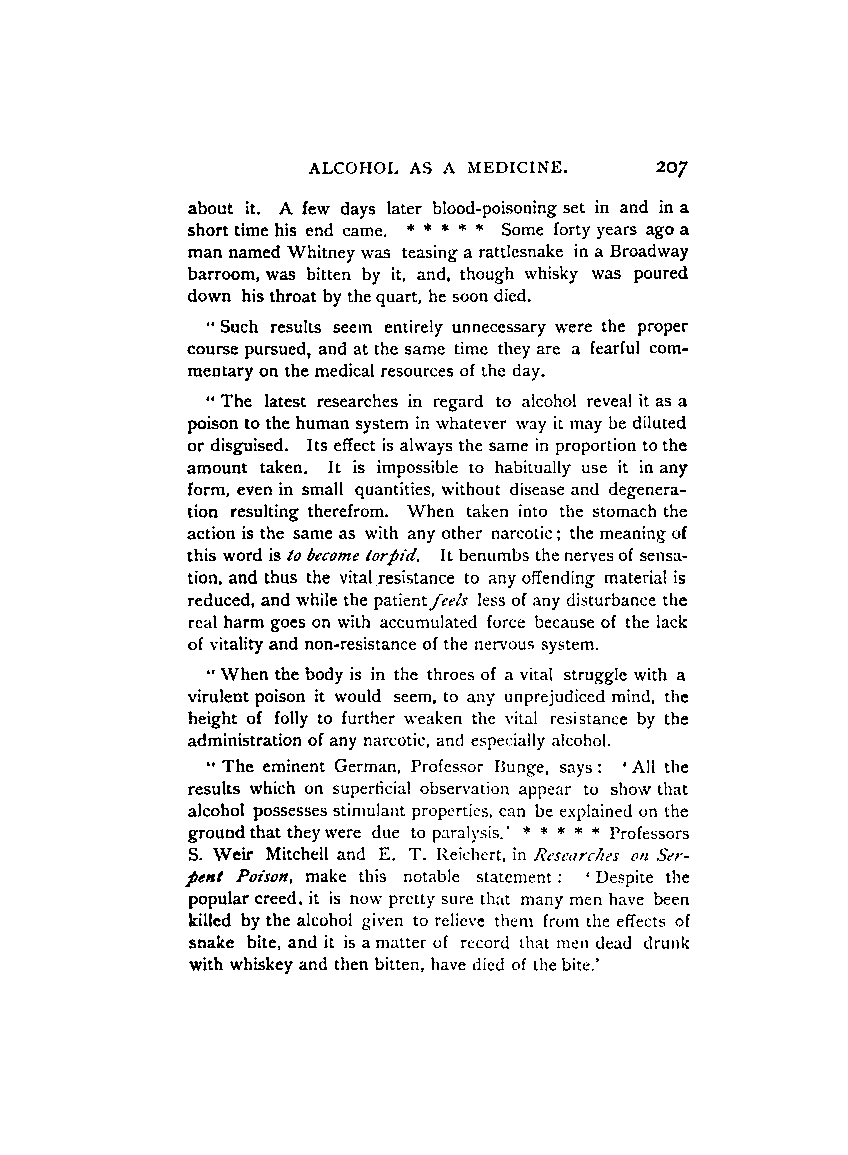 ALCOHOL AS A MEDICINE. 207
about it. A few days later blood-poisoning set in and in a
short time his end came. * * * * * Some forty years ago a
man named Whitney was teasing a rattlesnake in a Broadway
barroom, was bitten by it, and, though whisky was poured
down his throat by the quart, he soon died.
“ Such results seem entirely unnecessary were the proper
course pursued, and at the same time they are a fearful com-
mentary on the medical resources of the day.
“ The latest researches in regard to alcohol reveal it as a
poison to the human system in whatever way it may be diluted
or disguised. Its effect is always the same in proportion to the
amount taken. It is impossible to habitually use it in any
form, even in small quantities, without disease and degenera-
tion resulting therefrom. When taken into the stomach the
action is the same as with any other narcotic; the meaning of
this word is to become torpid. It benumbs the nerves of sensa-
tion, and thus the vital resistance to any offending material is
reduced, and while the patient feels less of any disturbance the
real harm goes on with accumulated force because of the lack
of vitality and non-resistance of the nervous system.
“ When the body is in the throes of a vital struggle with a
virulent poison it would seem, to any unprejudiced mind, the
height of folly to further weaken the vital resistance by the
administration of any narcotic, and especially alcohol.
“ The eminent German, Professor Bunge, says: ‘ All the
results which on superficial observation appear to show that
alcohol possesses stimulant properties, can be explained on the
ground that they were due to paralysis.’ * * * * * Professors
S. Weir Mitchell and E. T. Reichert, in Researches on Ser-
pent Poison, make this notable statement: ‘ Despite the
popular creed, it is now pretty sure that many men have been
killed by the alcohol given to relieve them from the effects of
snake bite, and it is a matter of record that men dead drunk
with whiskey and then bitten, have died of the bite.’